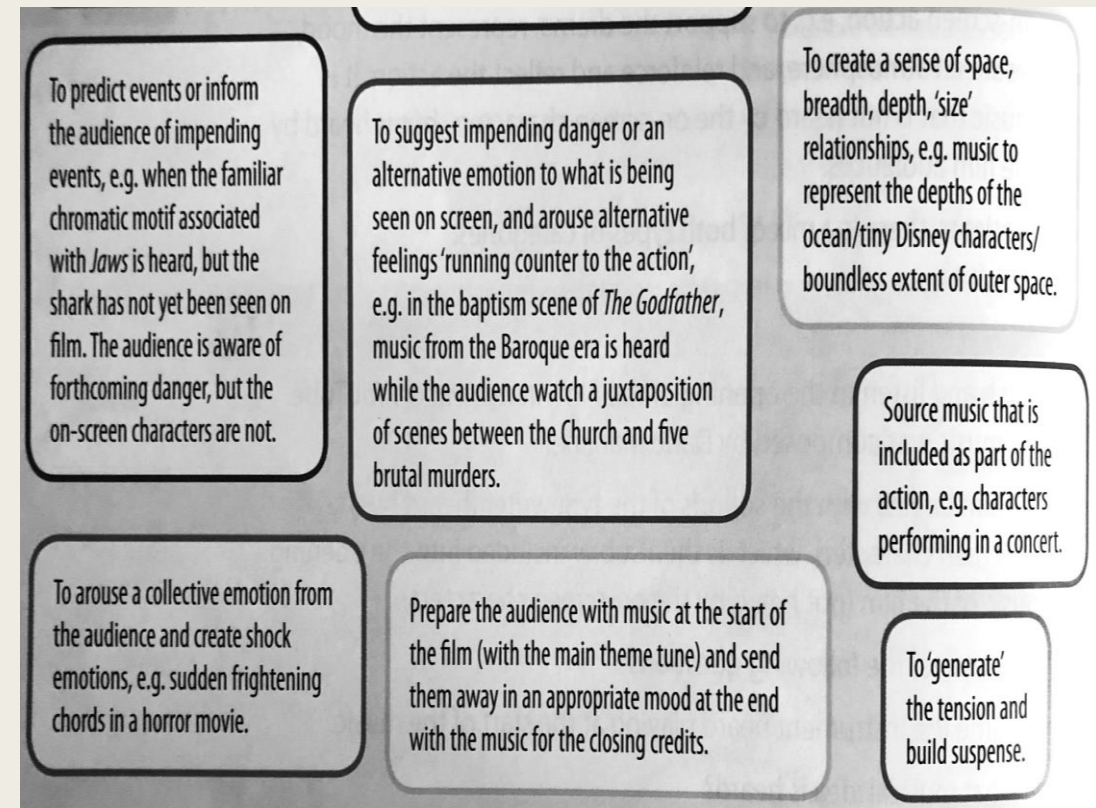 To predict events or inform
the audience of impending
events, e.g. when the familiar
chromatic motif associated
with Jaws is heard, but the
shark has not yet been seen on
film. The audience is aware of
forthcoming danger, but the
on-screen characters are not.
To suggest impending danger or an
alternative emotion to what is being
seen on screen, and arouse alternative
feelings 'running counter to the action',
e.g. in the baptism scene of The Godfather,
music from the Baroque era is heard
while the audience watch a juxtaposition
of scenes between the Church and five
brutal murders.
To create a sense of space,
breadth, depth, 'size'
relationships, e.g. music to
represent the depths of the
ocean/tiny Disney characters/
boundless extent of outer space.
Source music that is
included as part of the
action, e.g. characters
performing in a concert.
To arouse a collective emotion from
the audience and create shock
emotions, e.g. sudden frightening
chords in a horror movie.
Prepare the audience with music at the start of
the film (with the main theme tune) and send
them away in an appropriate mood at the end
with the music for the closing credits.
To 'generate'
the tension and
build suspense.